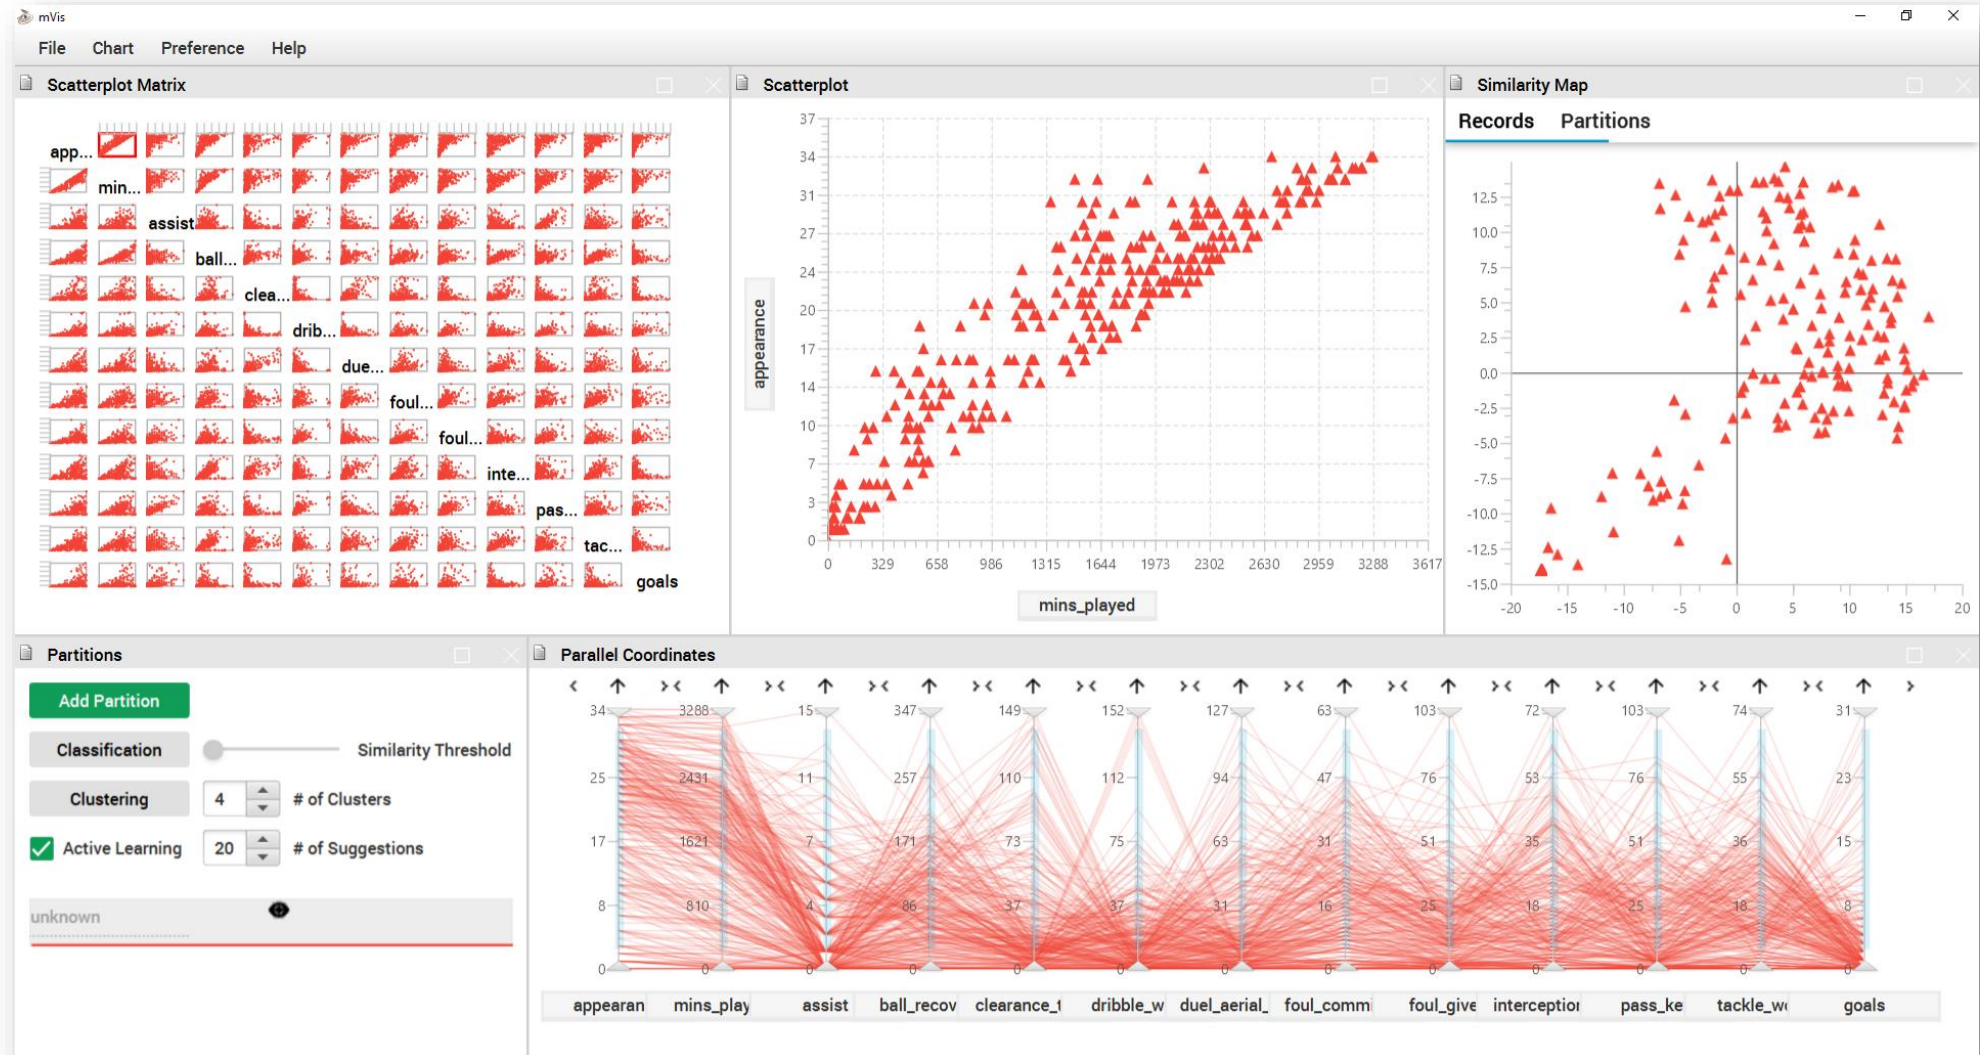 mVis
File Chart Preference Help
Scatterplot Matrix
app...
min...
assist
ball...
clea...
drib...
due...
foul...
foul...
inte...
pas...
tac...
goals
Scatterplot
37
34
31
27
24
20
17
14
10
7
3
0
appearance
0 329 658 986 1315 1644 1973 2302 2630 2959 3288 3617
mins_played
Similarity Map
Records Partitions
12.5
10.0
7.5
5.0
2.5
0.0
-2.5
-5.0
-7.5
-10.0
-12.5
-15.0
-20 -15 -10 -5 0 5 10 15 20
Partitions
Add Partition
Classification Similarity Threshold
Clustering 4 # of Clusters
Active Learning 20 # of Suggestions
unknown
Parallel Coordinates
34 3288 15 347 149 152 127 63 103 72 103 74 31
25 2431 11 257 110 112 94 47 76 53 76 55 23
17 1621 7 171 73 75 63 31 51 35 51 36 15
8 810 4 86 37 37 31 16 25 18 25 18 8
0 0 0 0 0 0 0 0 0 0 0 0 0
appearan mins_play assist ball_recov clearance_t dribble_w duel_aerial_ foul_commi foul_give interception pass_ke tackle_wo goals